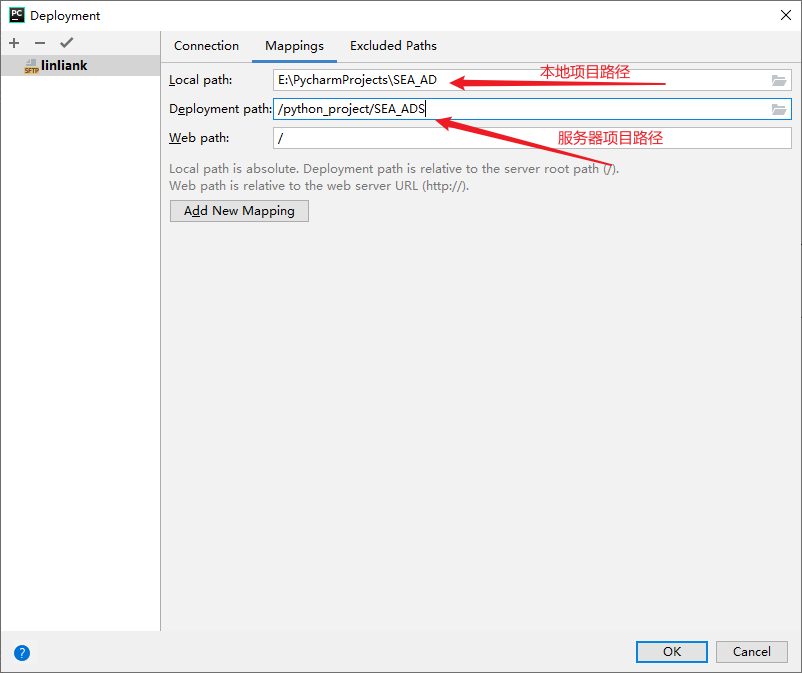 PC Deployment
Connection Mappings Excluded Paths
SFTP linliank
Local path: E:\PycharmProjects\SEA_AD
本地项目路径
Deployment path: /python_project/SEA_ADS
Web path: /
服务器项目路径
Local path is absolute. Deployment path is relative to the server root path (/).
Web path is relative to the web server URL (http://).
Add New Mapping
? OK Cancel